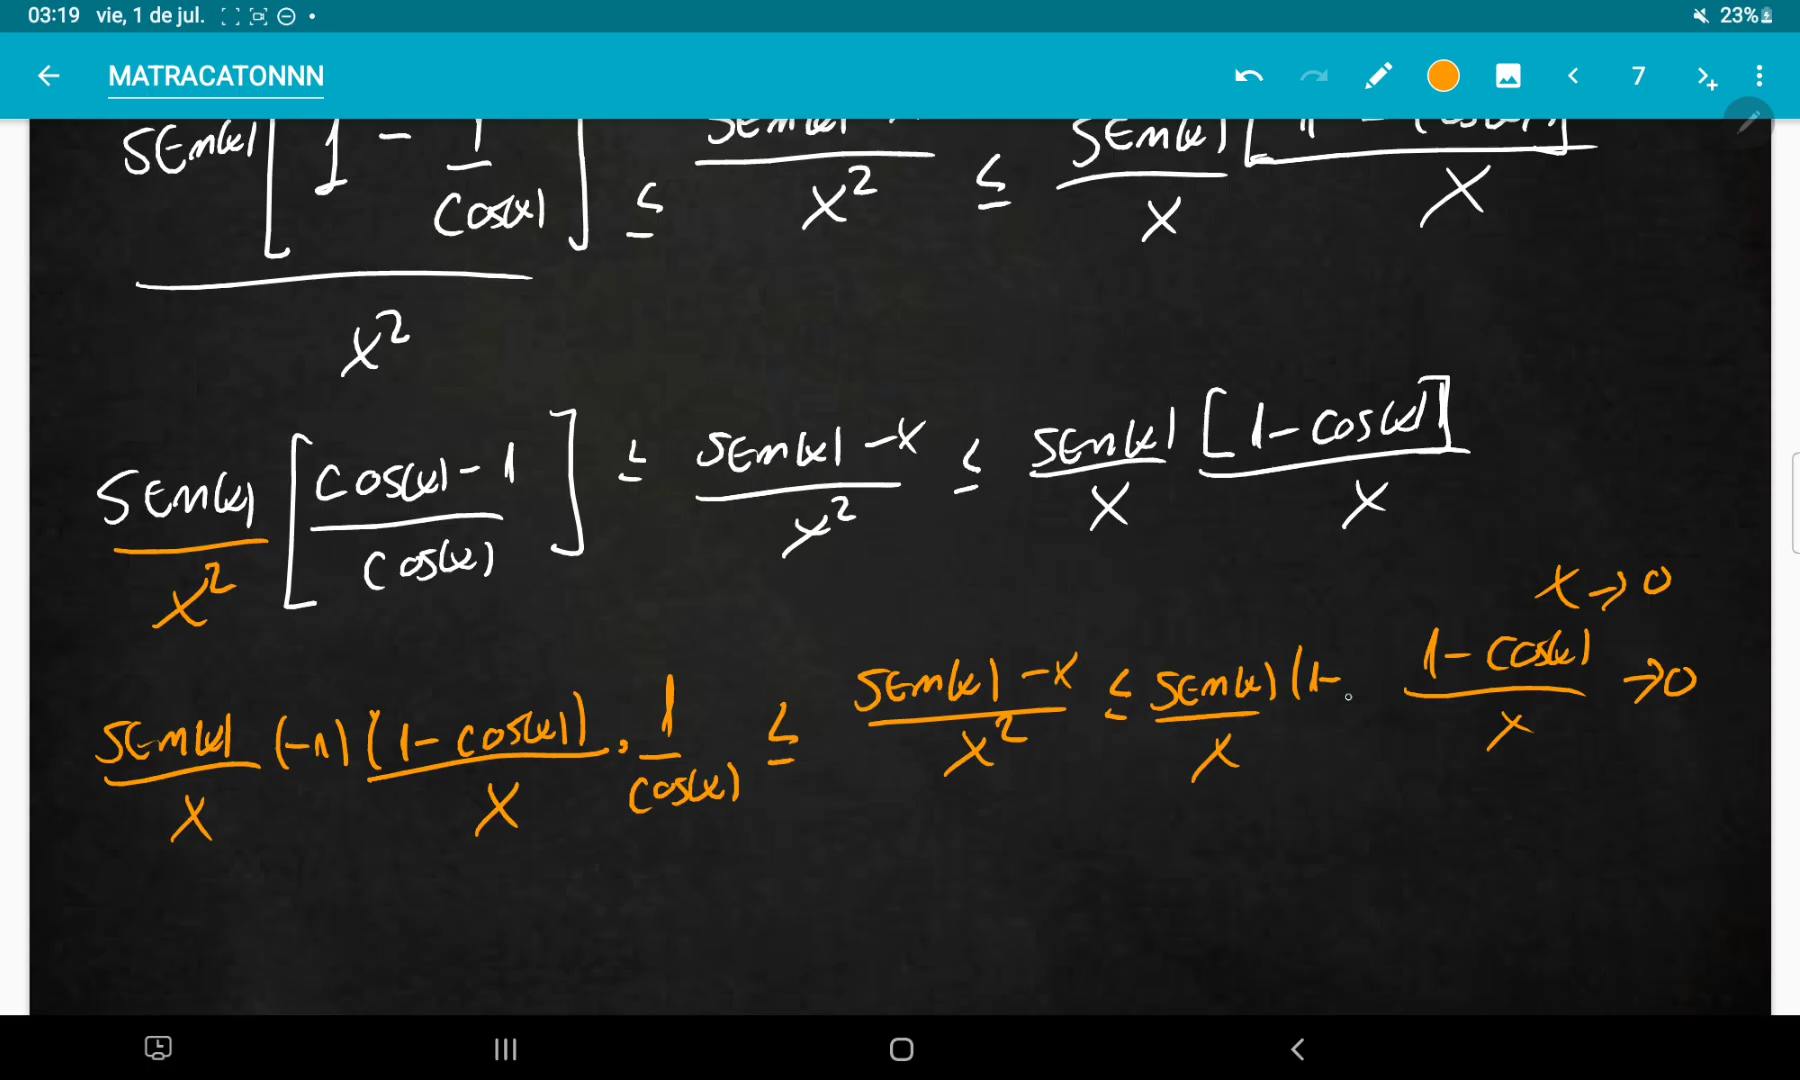 03:19 vie, 1 de jul. 23%
MATRACATONNN 7
sen(x) [1 - 1/cos(x)] / x² ≤ / x² ≤ sen(x)/x [1 - cos(x)]/x
sen(x)/x² [(cos(x) - 1)/cos(x)] ≤ (sen(x) - x)/x² ≤ sen(x)/x [1 - cos(x)]/x
x → 0
sen(x)/x (-1) (1 - cos(x))/x · 1/cos(x) ≤ (sen(x) - x)/x² ≤ sen(x)/x (1 -
(1 - cos(x))/x → 0